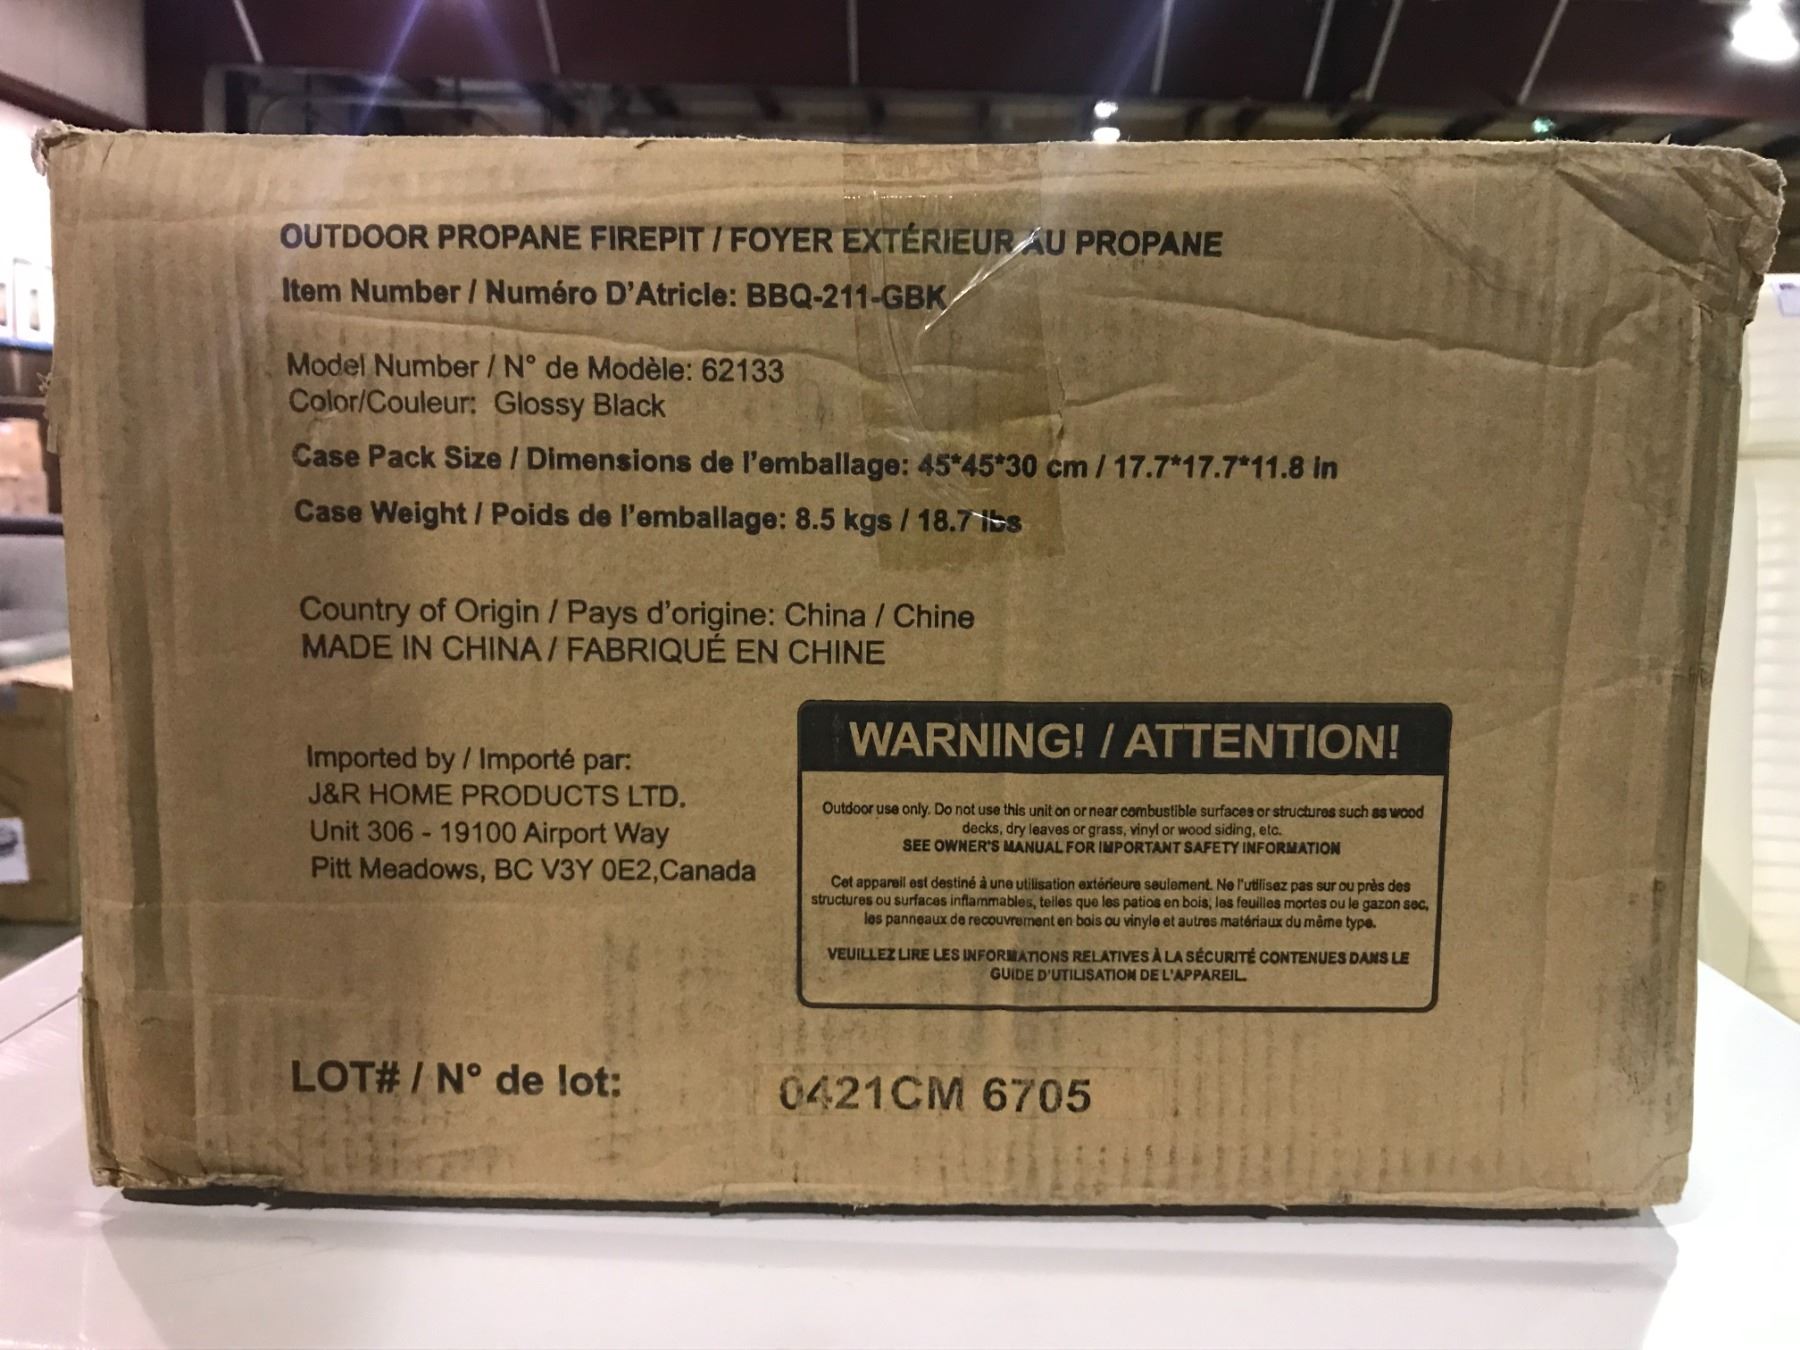 OUTDOOR PROPANE FIREPIT / FOYER EXTÉRIEUR AU PROPANE
Item Number / Numéro D'Atricle: BBQ-211-GBK
Model Number / N° de Modèle: 62133
Color/Couleur: Glossy Black
Case Pack Size / Dimensions de l'emballage: 45*45*30 cm / 17.7*17.7*11.8 in
Case Weight / Poids de l'emballage: 8.5 kgs / 18.7 lbs
Country of Origin / Pays d'origine: China / Chine
MADE IN CHINA / FABRIQUÉ EN CHINE
Imported by / Importé par:
J&R HOME PRODUCTS LTD.
Unit 306 - 19100 Airport Way
Pitt Meadows, BC V3Y 0E2,Canada
WARNING! / ATTENTION!
Outdoor use only. Do not use this unit on or near combustible surfaces or structures such as wood
decks, dry leaves or grass, vinyl or wood siding, etc.
SEE OWNER'S MANUAL FOR IMPORTANT SAFETY INFORMATION
Cet appareil est destiné à une utilisation extérieure seulement. Ne l'utilisez pas sur ou près des
structures ou surfaces inflammables, telles que les patios en bois, les feuilles mortes ou le gazon sec,
les panneaux de recouvrement en bois ou vinyle et autres matériaux du même type.
VEUILLEZ LIRE LES INFORMATIONS RELATIVES À LA SÉCURITÉ CONTENUES DANS LE
GUIDE D'UTILISATION DE L'APPAREIL.
LOT# / N° de lot: 0421CM 6705